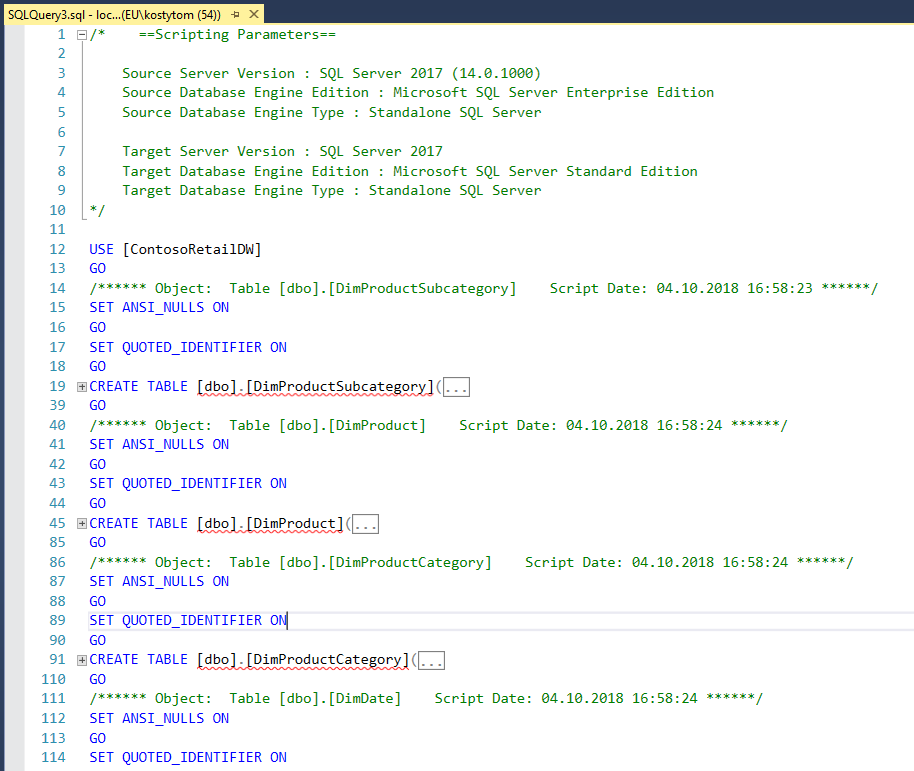 SQLQuery3.sql - loc...(EU\kostytom (54))
1 /*    ==Scripting Parameters==
2
3     Source Server Version : SQL Server 2017 (14.0.1000)
4     Source Database Engine Edition : Microsoft SQL Server Enterprise Edition
5     Source Database Engine Type : Standalone SQL Server
6
7     Target Server Version : SQL Server 2017
8     Target Database Engine Edition : Microsoft SQL Server Standard Edition
9     Target Database Engine Type : Standalone SQL Server
10 */
11
12 USE [ContosoRetailDW]
13 GO
14 /****** Object:  Table [dbo].[DimProductSubcategory]    Script Date: 04.10.2018 16:58:23 ******/
15 SET ANSI_NULLS ON
16 GO
17 SET QUOTED_IDENTIFIER ON
18 GO
19 CREATE TABLE [dbo].[DimProductSubcategory](...
39 GO
40 /****** Object:  Table [dbo].[DimProduct]    Script Date: 04.10.2018 16:58:24 ******/
41 SET ANSI_NULLS ON
42 GO
43 SET QUOTED_IDENTIFIER ON
44 GO
45 CREATE TABLE [dbo].[DimProduct](...
85 GO
86 /****** Object:  Table [dbo].[DimProductCategory]    Script Date: 04.10.2018 16:58:24 ******/
87 SET ANSI_NULLS ON
88 GO
89 SET QUOTED_IDENTIFIER ON
90 GO
91 CREATE TABLE [dbo].[DimProductCategory](...
110 GO
111 /****** Object:  Table [dbo].[DimDate]    Script Date: 04.10.2018 16:58:24 ******/
112 SET ANSI_NULLS ON
113 GO
114 SET QUOTED_IDENTIFIER ON